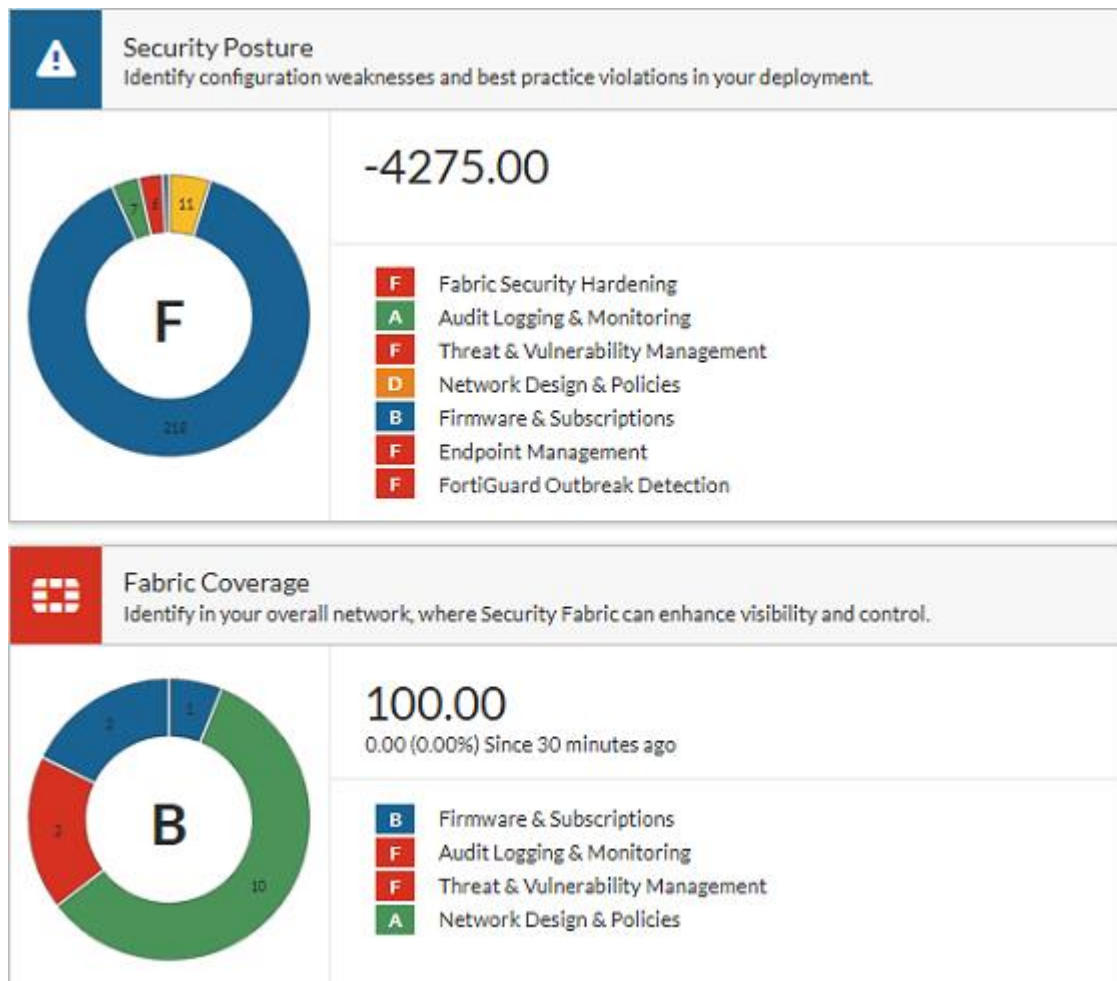 Security Posture
Identify configuration weaknesses and best practice violations in your deployment.
-4275.00
7
11
F
F Fabric Security Hardening
A Audit Logging & Monitoring
F Threat & Vulnerability Management
D Network Design & Policies
B Firmware & Subscriptions
F Endpoint Management
F FortiGuard Outbreak Detection
Fabric Coverage
Identify in your overall network, where Security Fabric can enhance visibility and control.
100.00
0.00 (0.00%) Since 30 minutes ago
1
B
10
B Firmware & Subscriptions
F Audit Logging & Monitoring
F Threat & Vulnerability Management
A Network Design & Policies